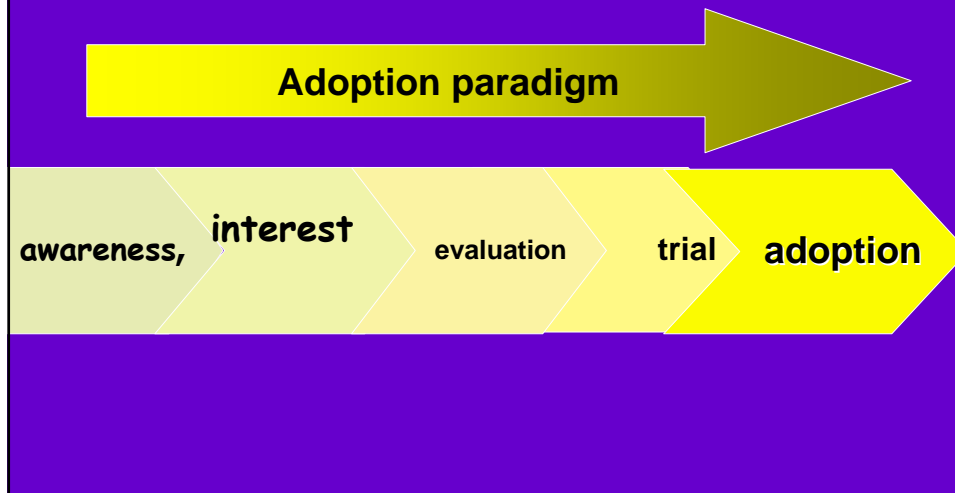 Adoption paradigm
awareness,
interest
evaluation
trial
adoption